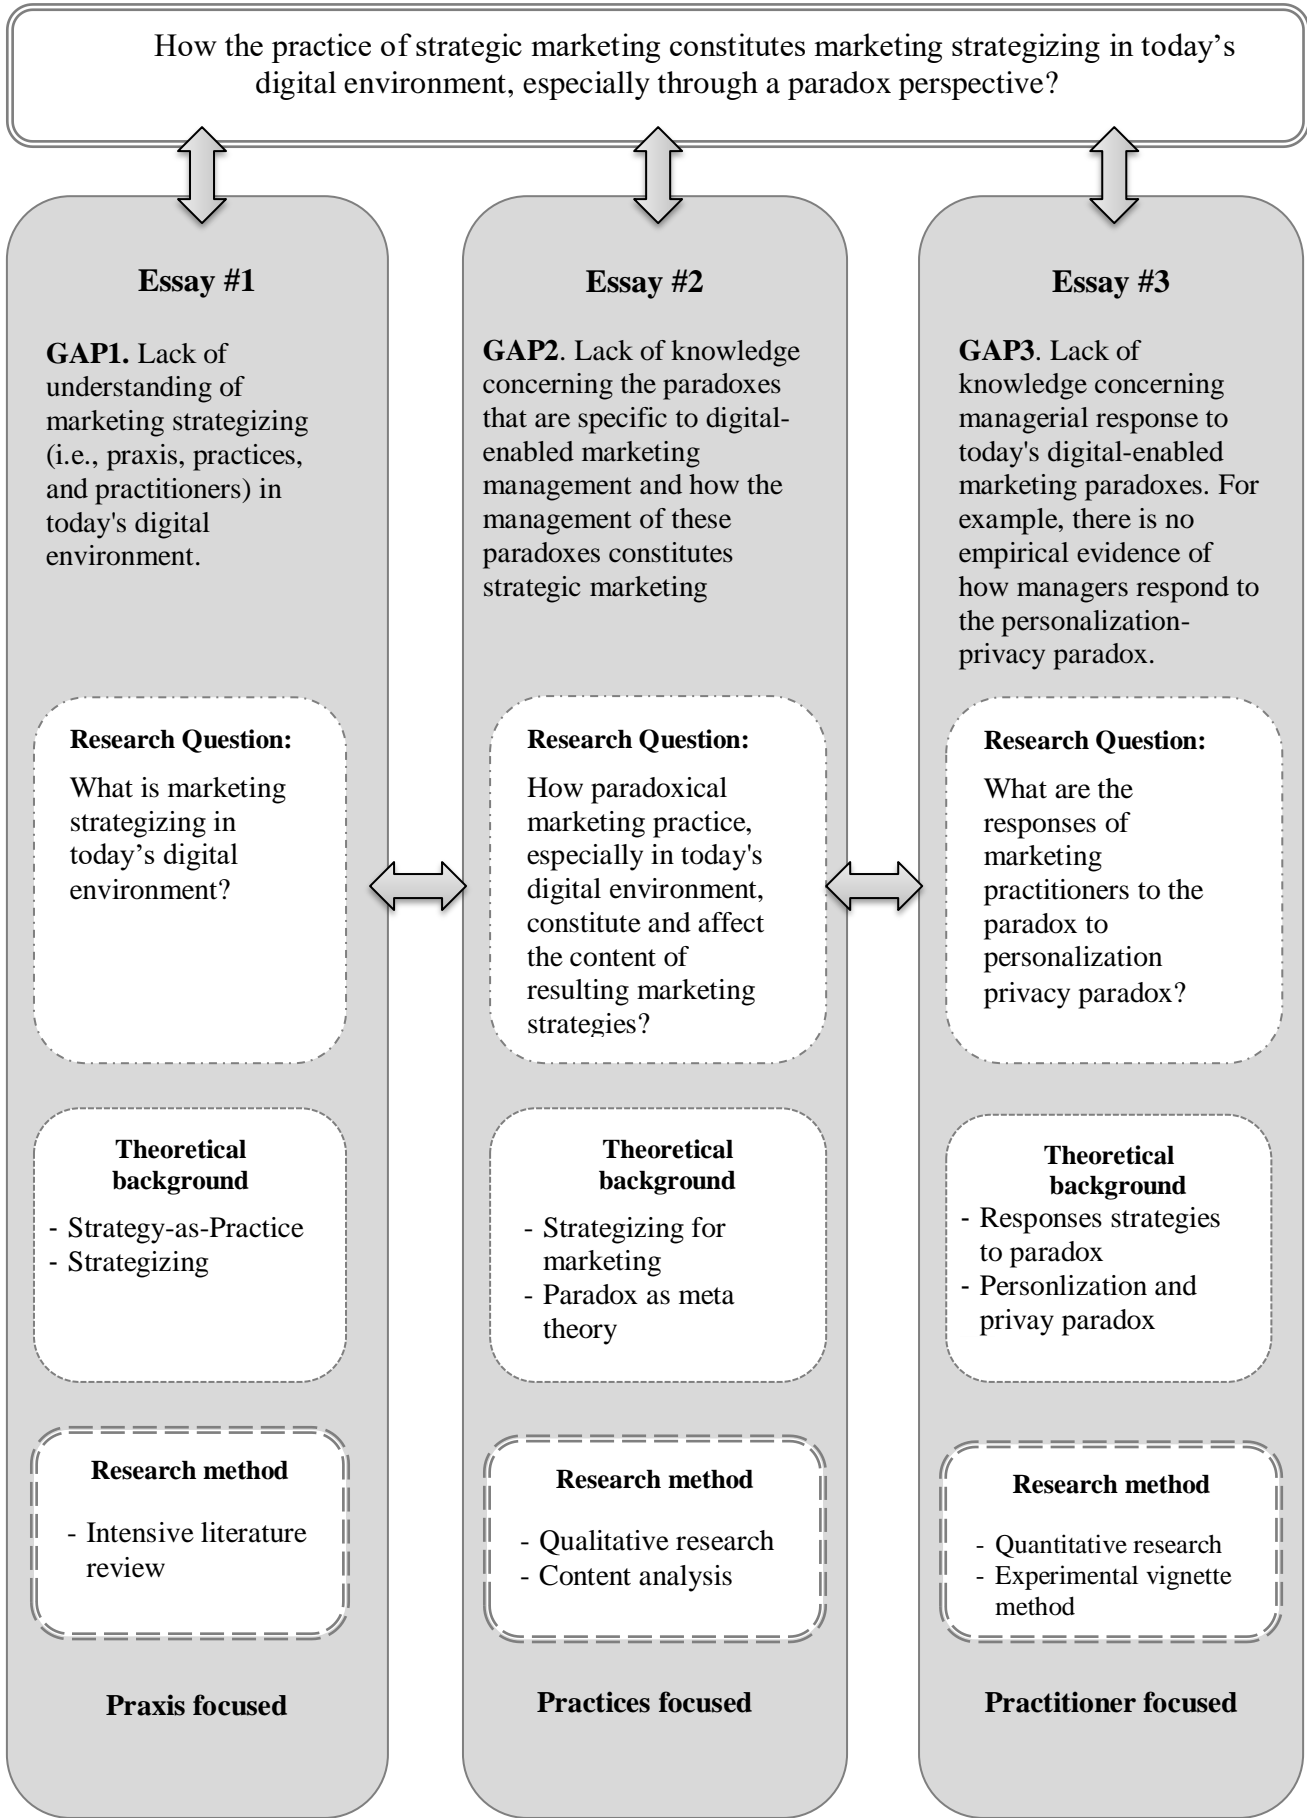 How the practice of strategic marketing constitutes marketing strategizing in today’s
digital environment, especially through a paradox perspective?
Essay #1
GAP1. Lack of
understanding of
marketing strategizing
(i.e., praxis, practices,
and practitioners) in
today's digital
environment.
Research Question:
What is marketing
strategizing in
today’s digital
environment?
Theoretical
background
- Strategy-as-Practice
- Strategizing
Research method
- Intensive literature
review
Praxis focused
Essay #2
GAP2. Lack of knowledge
concerning the paradoxes
that are specific to digital-
enabled marketing
management and how the
management of these
paradoxes constitutes
strategic marketing
Research Question:
How paradoxical
marketing practice,
especially in today's
digital environment,
constitute and affect
the content of
resulting marketing
strategies?
Theoretical
background
- Strategizing for
marketing
- Paradox as meta
theory
Research method
- Qualitative research
- Content analysis
Practices focused
Essay #3
GAP3. Lack of
knowledge concerning
managerial response to
today's digital-enabled
marketing paradoxes. For
example, there is no
empirical evidence of
how managers respond to
the personalization-
privacy paradox.
Research Question:
What are the
responses of
marketing
practitioners to the
paradox to
personalization
privacy paradox?
Theoretical
background
- Responses strategies
to paradox
- Personlization and
privay paradox
Research method
- Quantitative research
- Experimental vignette
method
Practitioner focused